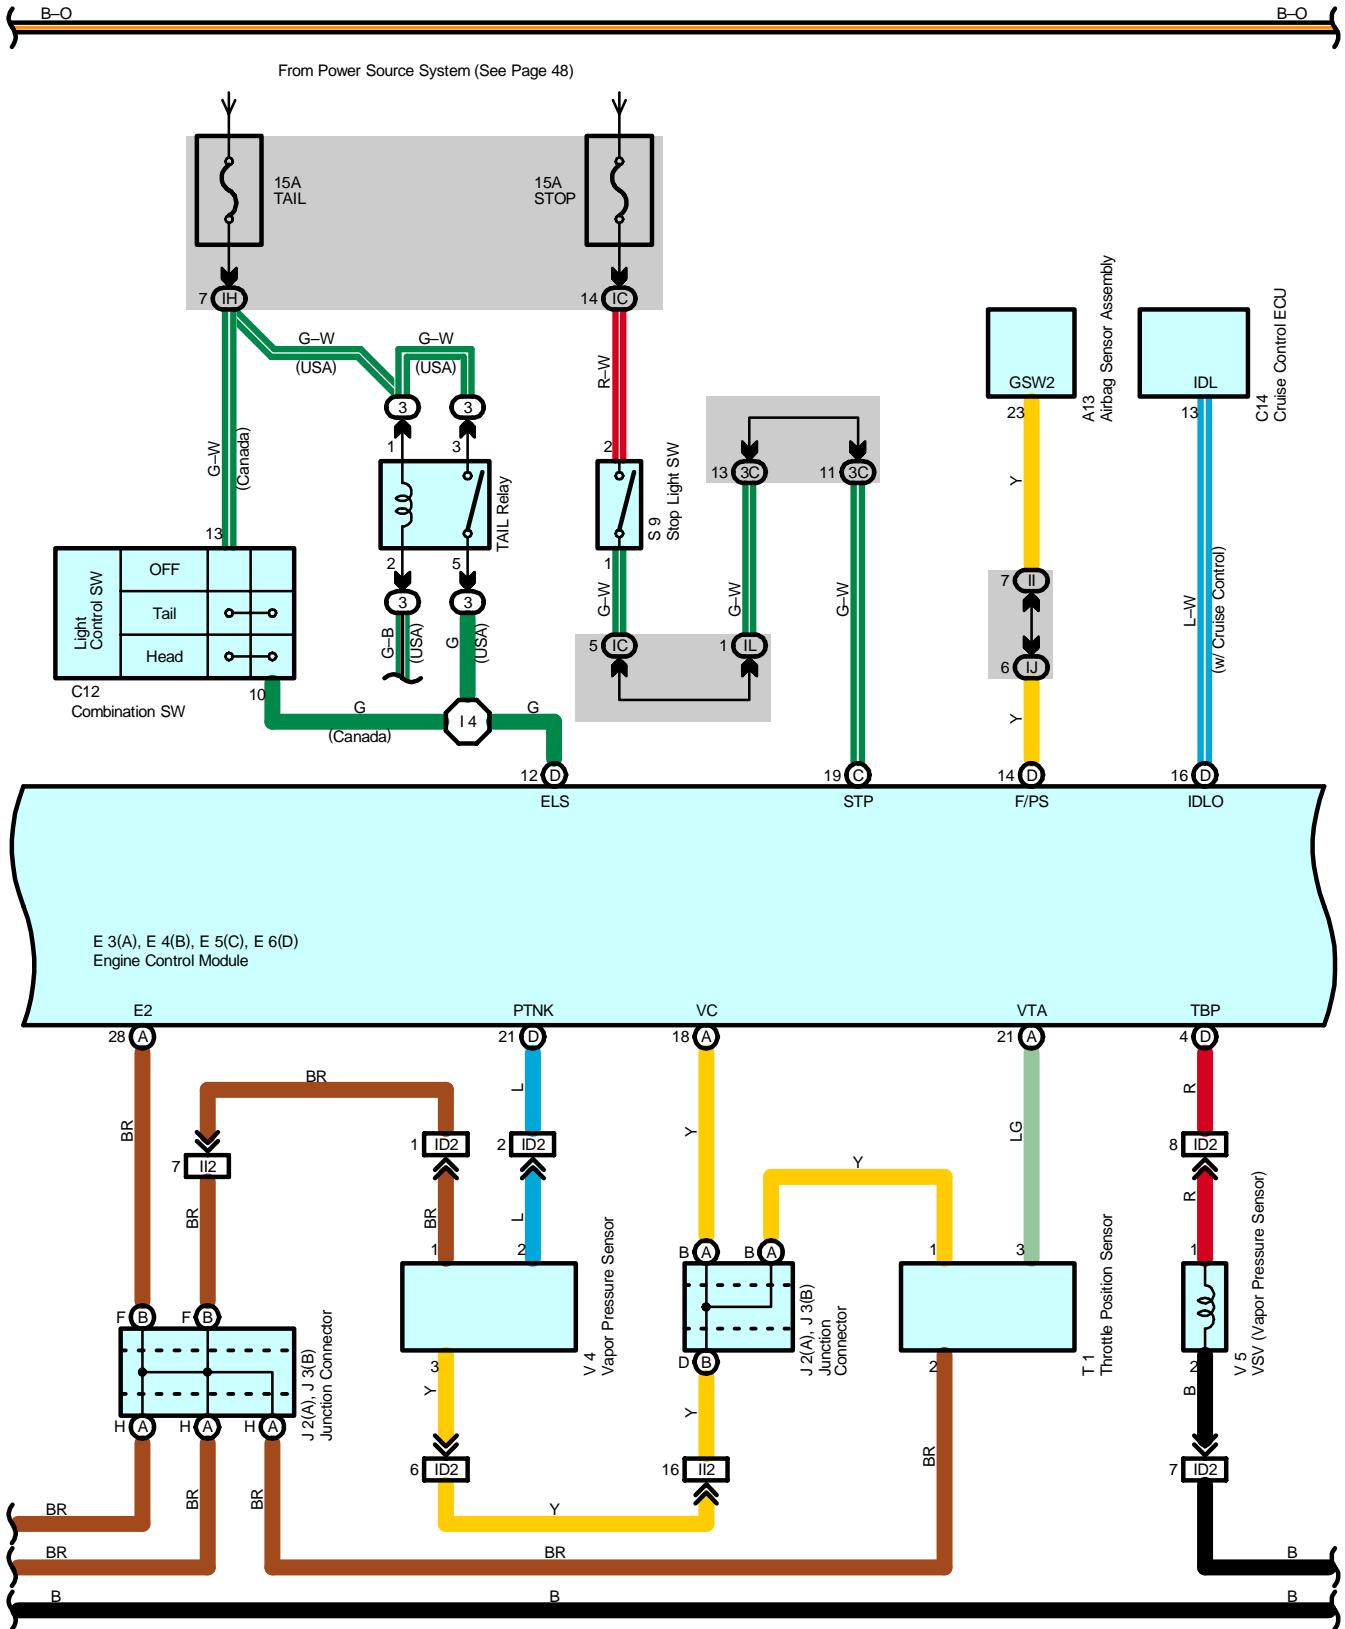 B–O
B–O
From Power Source System (See Page 48)
15A
TAIL
15A
STOP
7 IH
14 IC
G–W
(USA)
G–W
(USA)
R–W
G–W
(Canada)
3
3
1
3
2
TAIL Relay
S 9
Stop Light SW
13 3C
11 3C
GSW2
23
A13
Airbag Sensor Assembly
IDL
13
C14
Cruise Control ECU
Y
L–W
(w/ Cruise Control)
13
Light
Control SW
OFF
Tail
Head
C12
Combination SW
10
2
5
3
3
G–B
(USA)
G
(USA)
1
G–W
G–W
G–W
5 IC
1 IL
7 II
6 IJ
Y
G
(Canada)
I 4
G
12 D
ELS
19 C
STP
14 D
F/PS
16 D
IDLO
E 3(A), E 4(B), E 5(C), E 6(D)
Engine Control Module
E2
28 A
PTNK
21 D
VC
18 A
VTA
21 A
TBP
4 D
BR
BR
L
Y
LG
R
7 II2
1 ID2
2 ID2
8 ID2
BR
BR
L
Y
R
1
2
B A
B A
1
3
1
F B
F B
J 2(A), J 3(B)
Junction Connector
V 4
Vapor Pressure Sensor
J 2(A), J 3(B)
Junction
Connector
T 1
Throttle Position Sensor
V 5
VSV (Vapor Pressure Sensor)
3
D B
2
2
H A
H A
H A
Y
Y
BR
B
6 ID2
16 II2
7 ID2
BR
BR
BR
Y
BR
BR
B
B
B
B